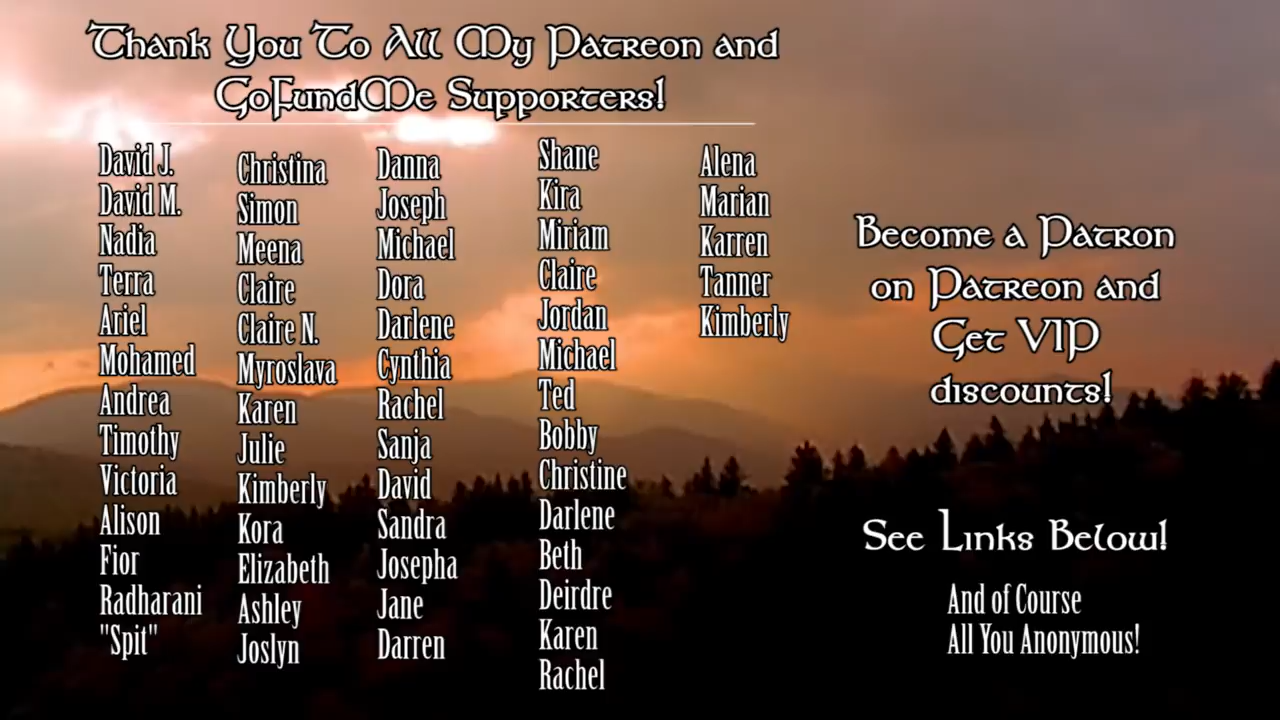 Thank You To All My Patreon and
GoFundMe Supporters!
David J.
David M.
Nadia
Terra
Ariel
Mohamed
Andrea
Timothy
Victoria
Alison
Fior
Radharani
"Spit"
Christina
Simon
Meena
Claire
Claire N.
Myroslava
Karen
Julie
Kimberly
Kora
Elizabeth
Ashley
Joslyn
Danna
Joseph
Michael
Dora
Darlene
Cynthia
Rachel
Sanja
David
Sandra
Josepha
Jane
Darren
Shane
Kira
Miriam
Claire
Jordan
Michael
Ted
Bobby
Christine
Darlene
Beth
Deirdre
Karen
Rachel
Alena
Marian
Karren
Tanner
Kimberly
Become a Patron
on Patreon and
Get VIP
discounts!
See Links Below!
And of Course
All You Anonymous!